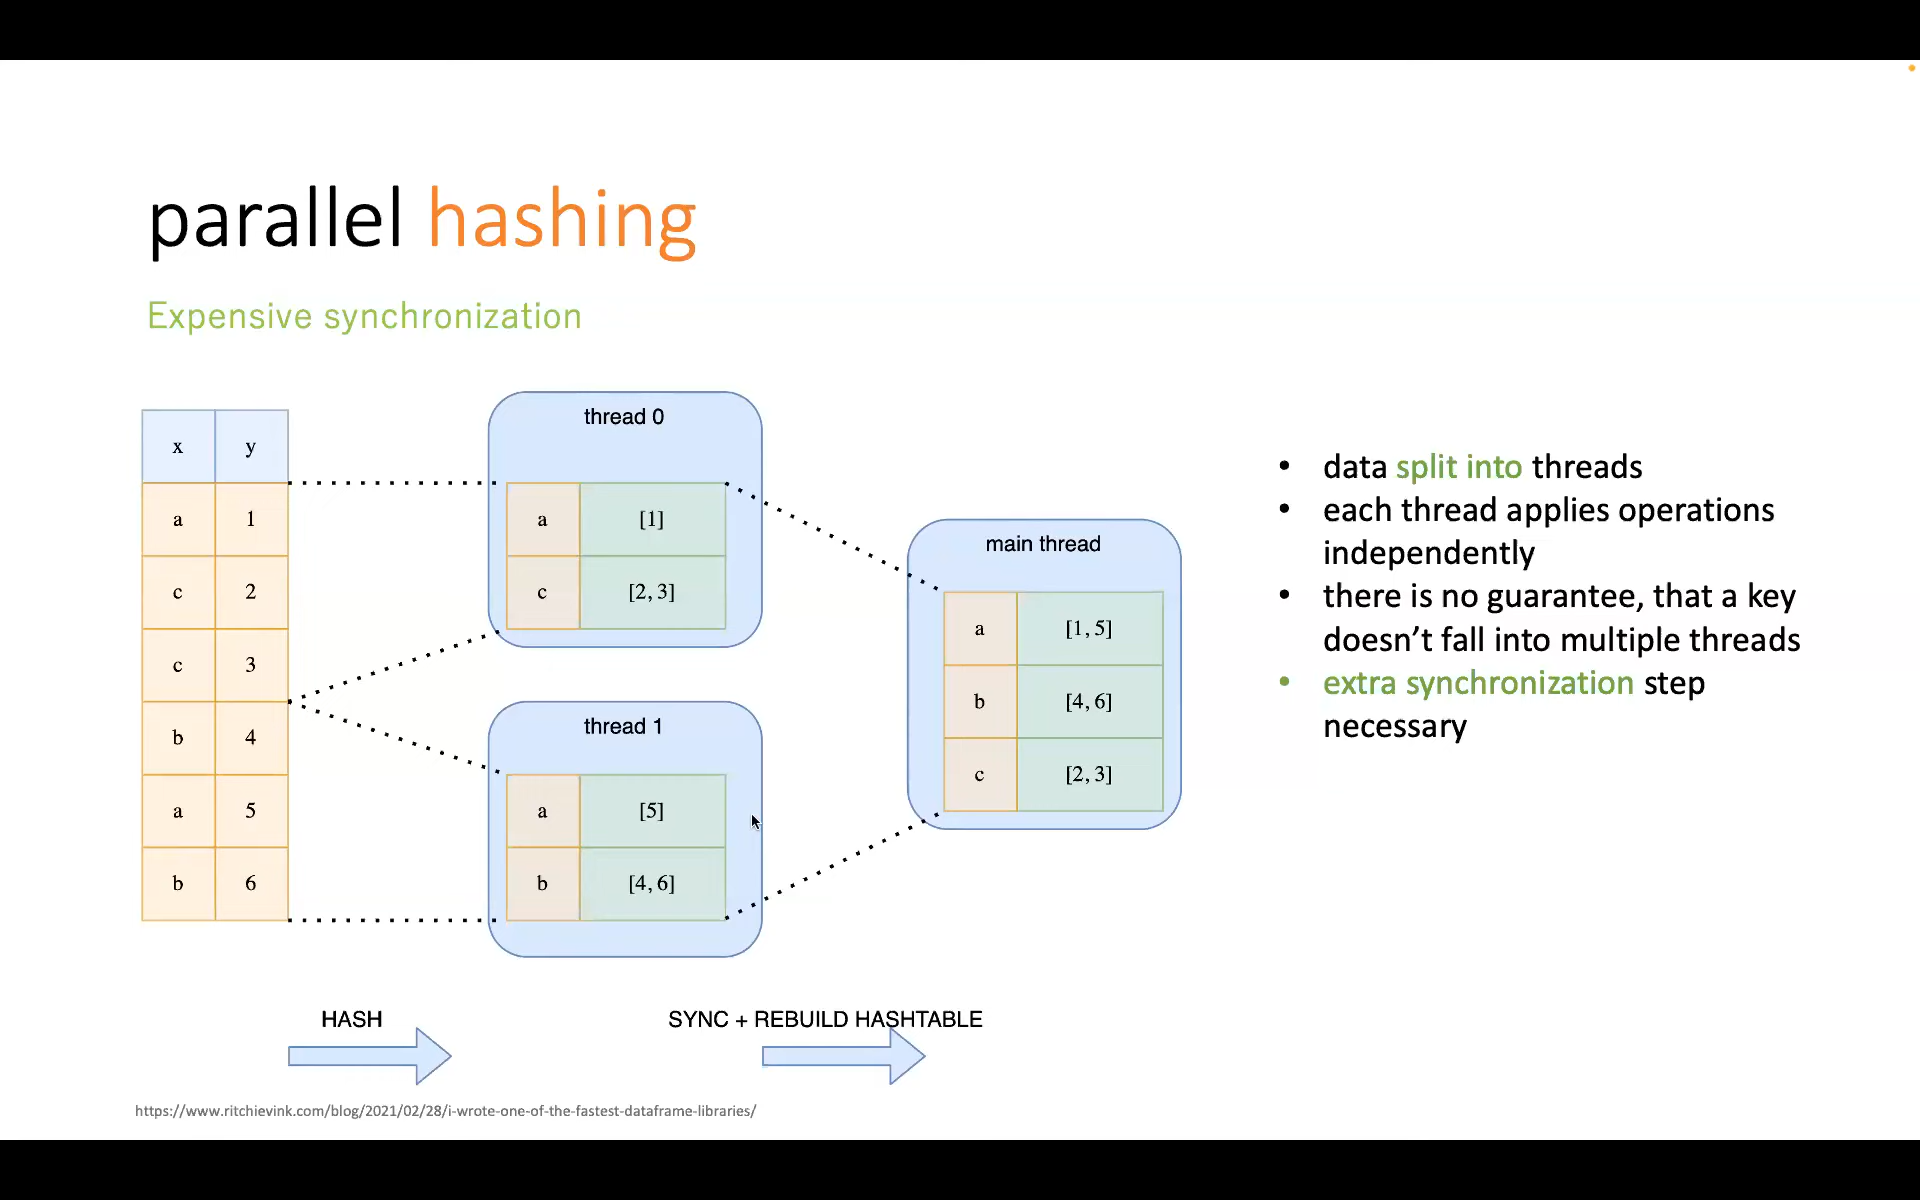 parallel hashing
Expensive synchronization
x y
a 1
c 2
c 3
b 4
a 5
b 6
thread 0
a [1]
c [2, 3]
thread 1
a [5]
b [4, 6]
main thread
a [1, 5]
b [4, 6]
c [2, 3]
HASH
SYNC + REBUILD HASHTABLE
• data split into threads
• each thread applies operations
independently
• there is no guarantee, that a key
doesn’t fall into multiple threads
• extra synchronization step
necessary
https://www.ritchievink.com/blog/2021/02/28/i-wrote-one-of-the-fastest-dataframe-libraries/